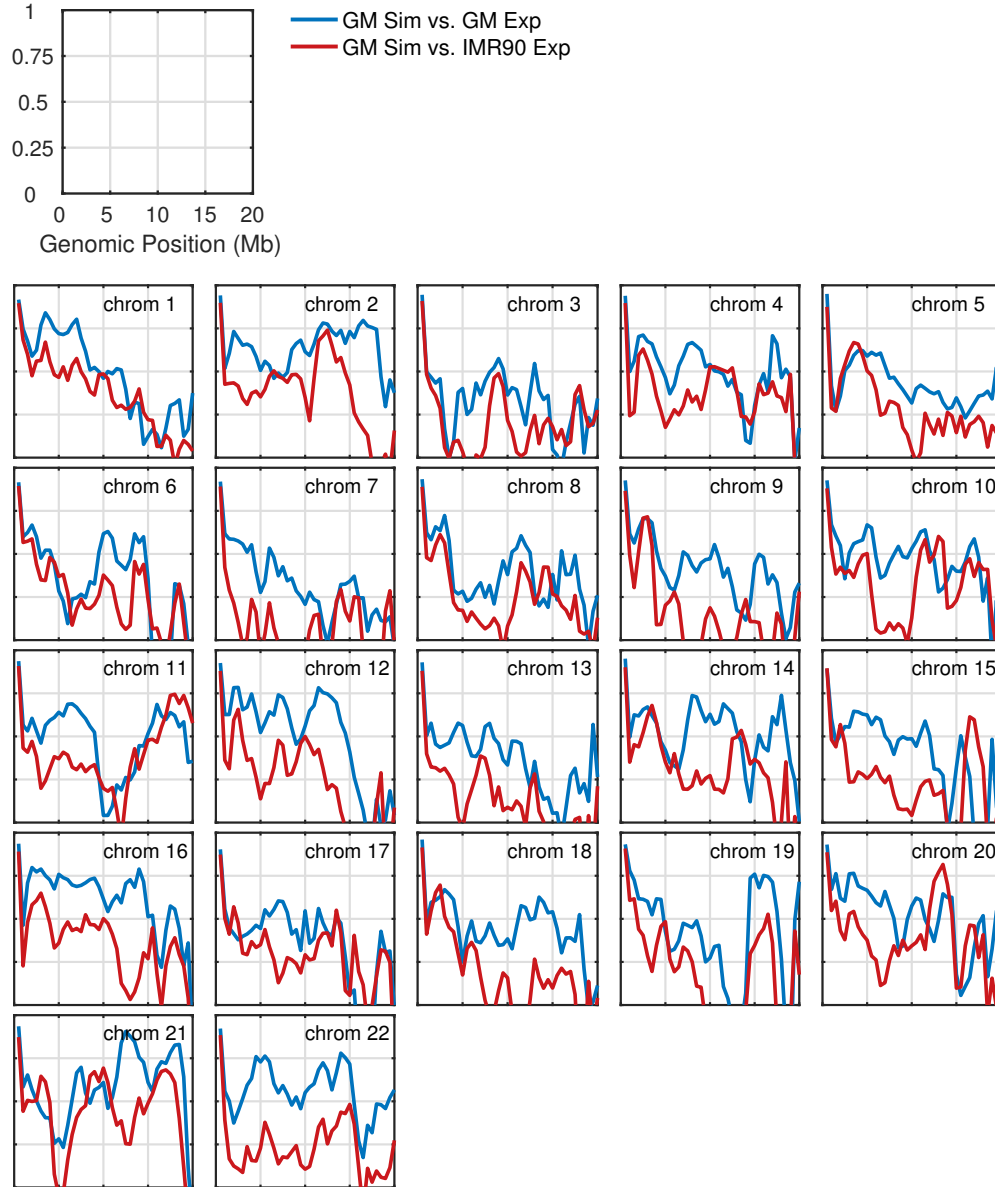 1
0.75
0.5
0.25
0
0 5 10 15 20
Genomic Position (Mb)
GM Sim vs. GM Exp
GM Sim vs. IMR90 Exp
chrom 1 chrom 2 chrom 3 chrom 4 chrom 5
chrom 6 chrom 7 chrom 8 chrom 9 chrom 10
chrom 11 chrom 12 chrom 13 chrom 14 chrom 15
chrom 16 chrom 17 chrom 18 chrom 19 chrom 20
chrom 21 chrom 22